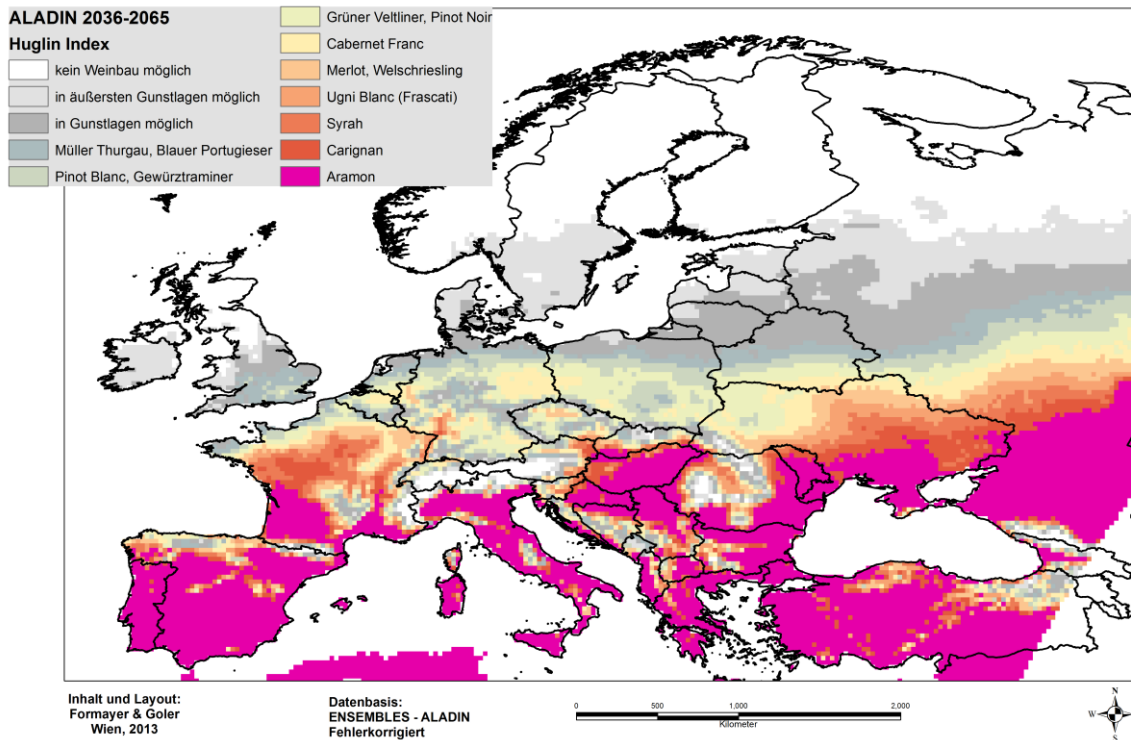 ALADIN 2036-2065
Huglin Index
kein Weinbau möglich
in äußersten Gunstlagen möglich
in Gunstlagen möglich
Müller Thurgau, Blauer Portugieser
Pinot Blanc, Gewürztraminer
Grüner Veltliner, Pinot Noir
Cabernet Franc
Merlot, Welschriesling
Ugni Blanc (Frascati)
Syrah
Carignan
Aramon
Inhalt und Layout:
Formayer & Goler
Wien, 2013
Datenbasis:
ENSEMBLES - ALADIN
Fehlerkorrigiert
0 500 1,000 2,000
Kilometer
N
W E
S